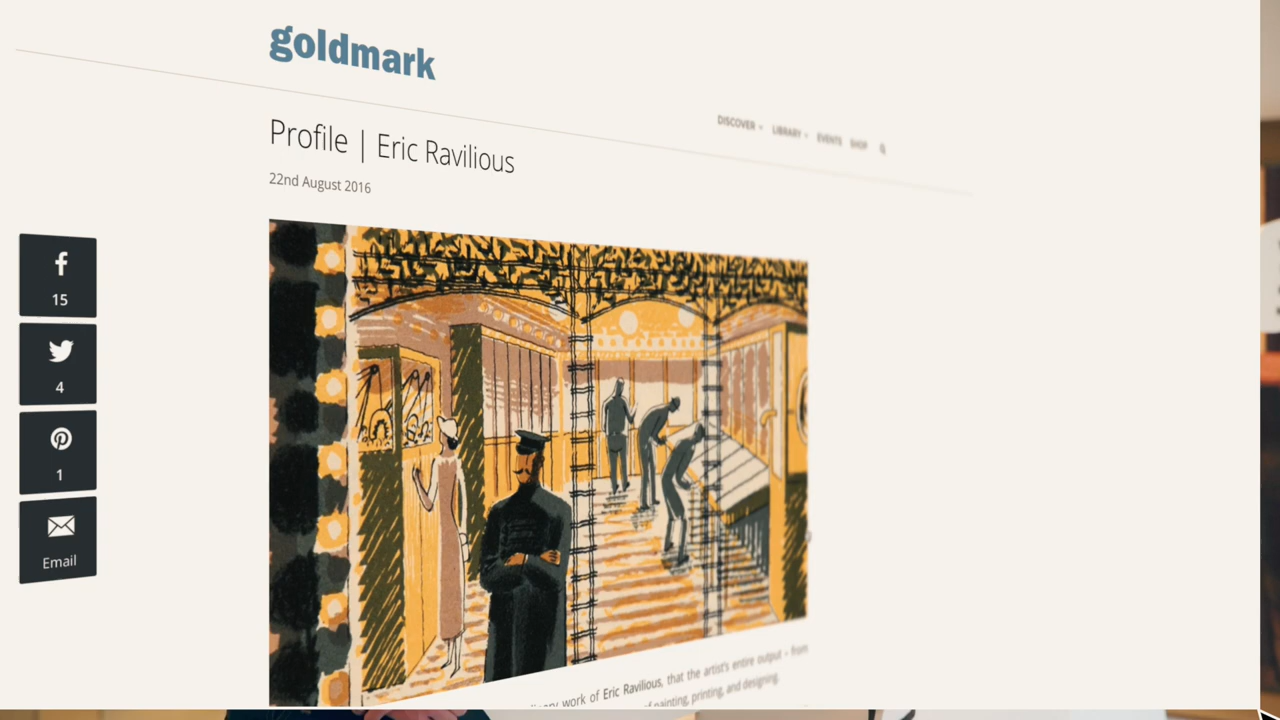 goldmark
DISCOVER LIBRARY EVENTS SHOP
Profile | Eric Ravilious
22nd August 2016
15
4
1
Email
work of Eric Ravilious, that the artist's entire output – from
of painting, printing, and designing.